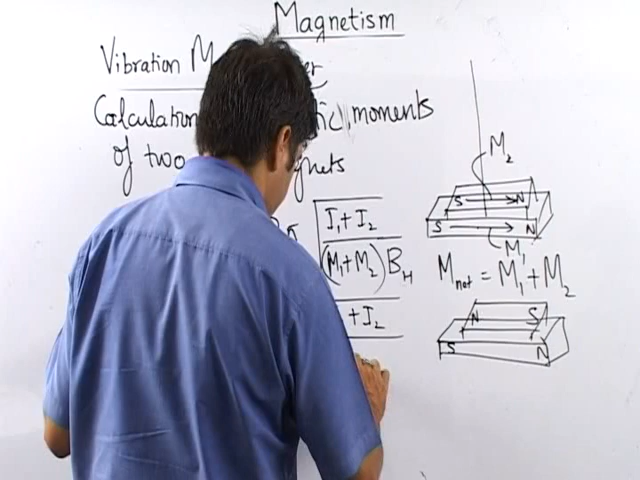 Magnetism
Vibration M er
Calculation ic moments
of two gnets
π I₁+I₂
(M₁+M₂)B_H
+I₂
M₂
S N
S N
M₁
M_net = M₁+M₂
N S
S N